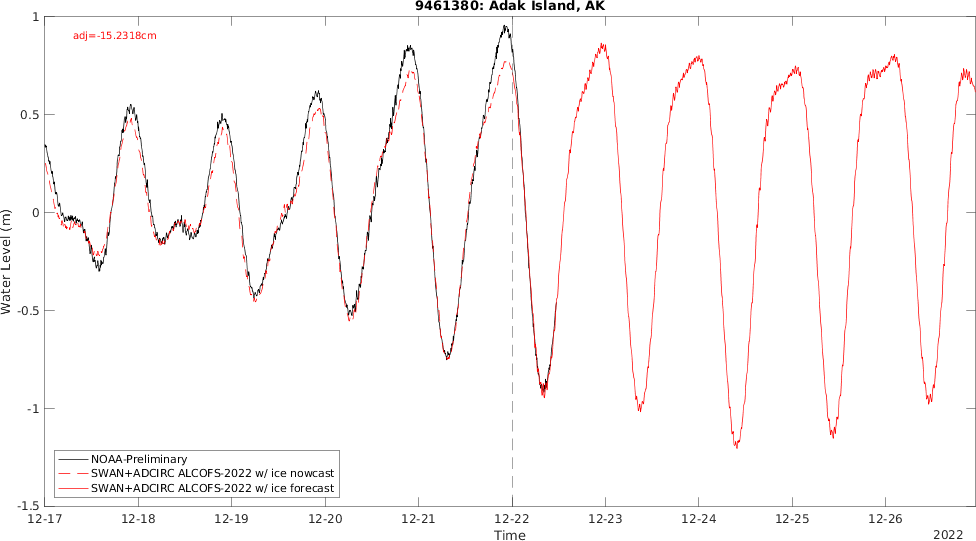 9461380: Adak Island, AK
adj=-15.2318cm
1
0.5
0
-0.5
-1
-1.5
Water Level (m)
NOAA-Preliminary
SWAN+ADCIRC ALCOFS-2022 w/ ice nowcast
SWAN+ADCIRC ALCOFS-2022 w/ ice forecast
12-17 12-18 12-19 12-20 12-21 12-22 12-23 12-24 12-25 12-26
Time
2022